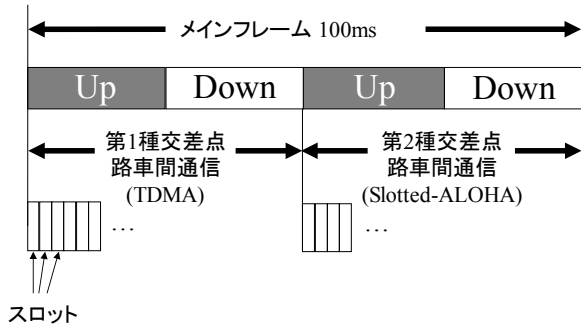 メインフレーム 100ms
Up Down Up Down
第1種交差点
路車間通信
(TDMA)
第2種交差点
路車間通信
(Slotted-ALOHA)
…
…
スロット